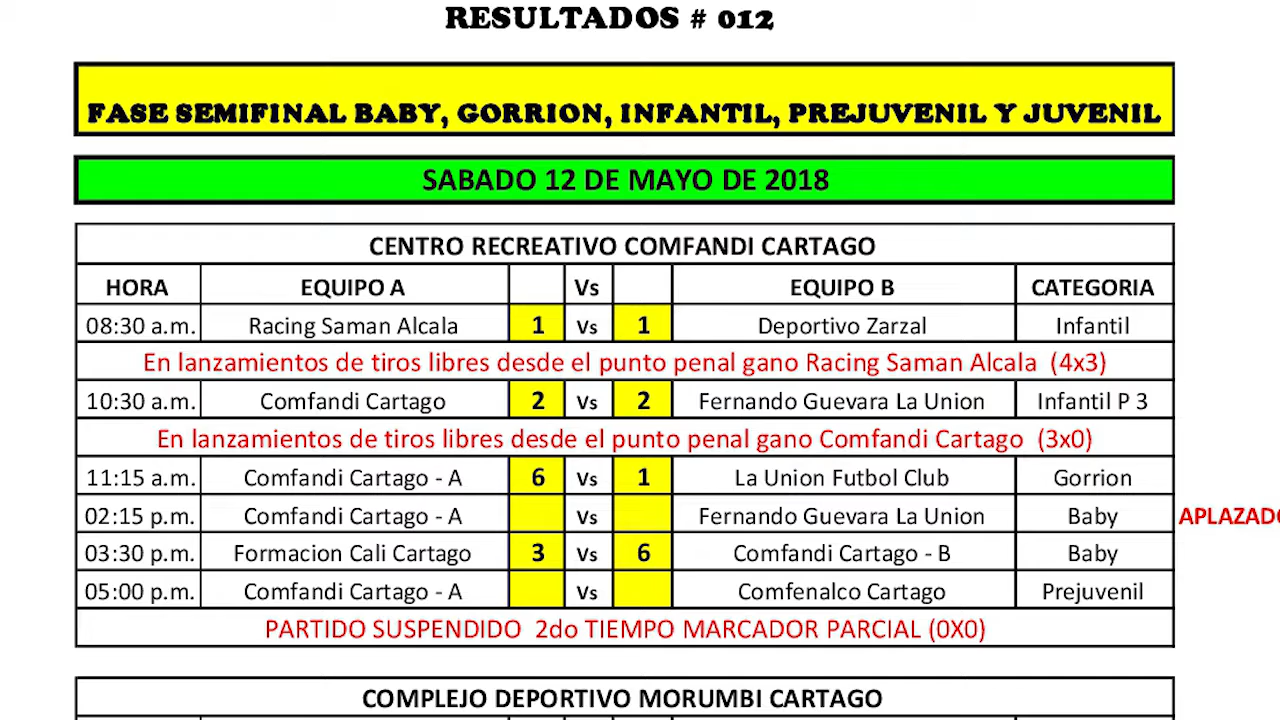 RESULTADOS # 012
FASE SEMIFINAL BABY, GORRION, INFANTIL, PREJUVENIL Y JUVENIL
SABADO 12 DE MAYO DE 2018
CENTRO RECREATIVO COMFANDI CARTAGO
HORA EQUIPO A Vs EQUIPO B CATEGORIA
08:30 a.m. Racing Saman Alcala 1 Vs 1 Deportivo Zarzal Infantil
En lanzamientos de tiros libres desde el punto penal gano Racing Saman Alcala (4x3)
10:30 a.m. Comfandi Cartago 2 Vs 2 Fernando Guevara La Union Infantil P 3
En lanzamientos de tiros libres desde el punto penal gano Comfandi Cartago (3x0)
11:15 a.m. Comfandi Cartago - A 6 Vs 1 La Union Futbol Club Gorrion
02:15 p.m. Comfandi Cartago - A Vs Fernando Guevara La Union Baby APLAZADO
03:30 p.m. Formacion Cali Cartago 3 Vs 6 Comfandi Cartago - B Baby
05:00 p.m. Comfandi Cartago - A Vs Comfenalco Cartago Prejuvenil
PARTIDO SUSPENDIDO 2do TIEMPO MARCADOR PARCIAL (0X0)
COMPLEJO DEPORTIVO MORUMBI CARTAGO